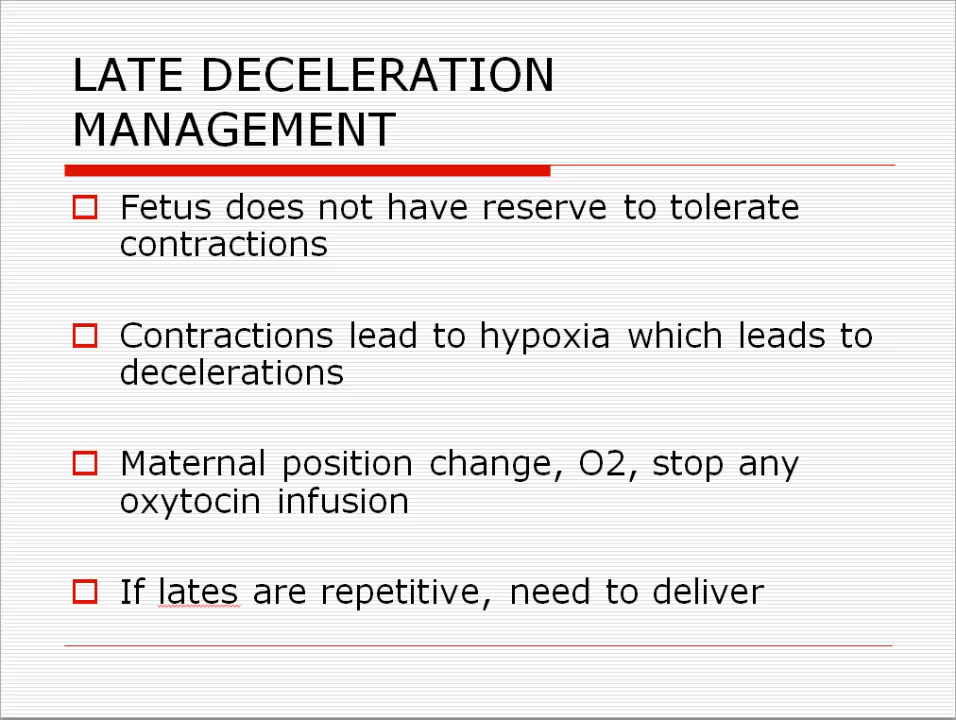 LATE DECELERATION
MANAGEMENT
Fetus does not have reserve to tolerate
contractions
Contractions lead to hypoxia which leads to
decelerations
Maternal position change, O2, stop any
oxytocin infusion
If lates are repetitive, need to deliver